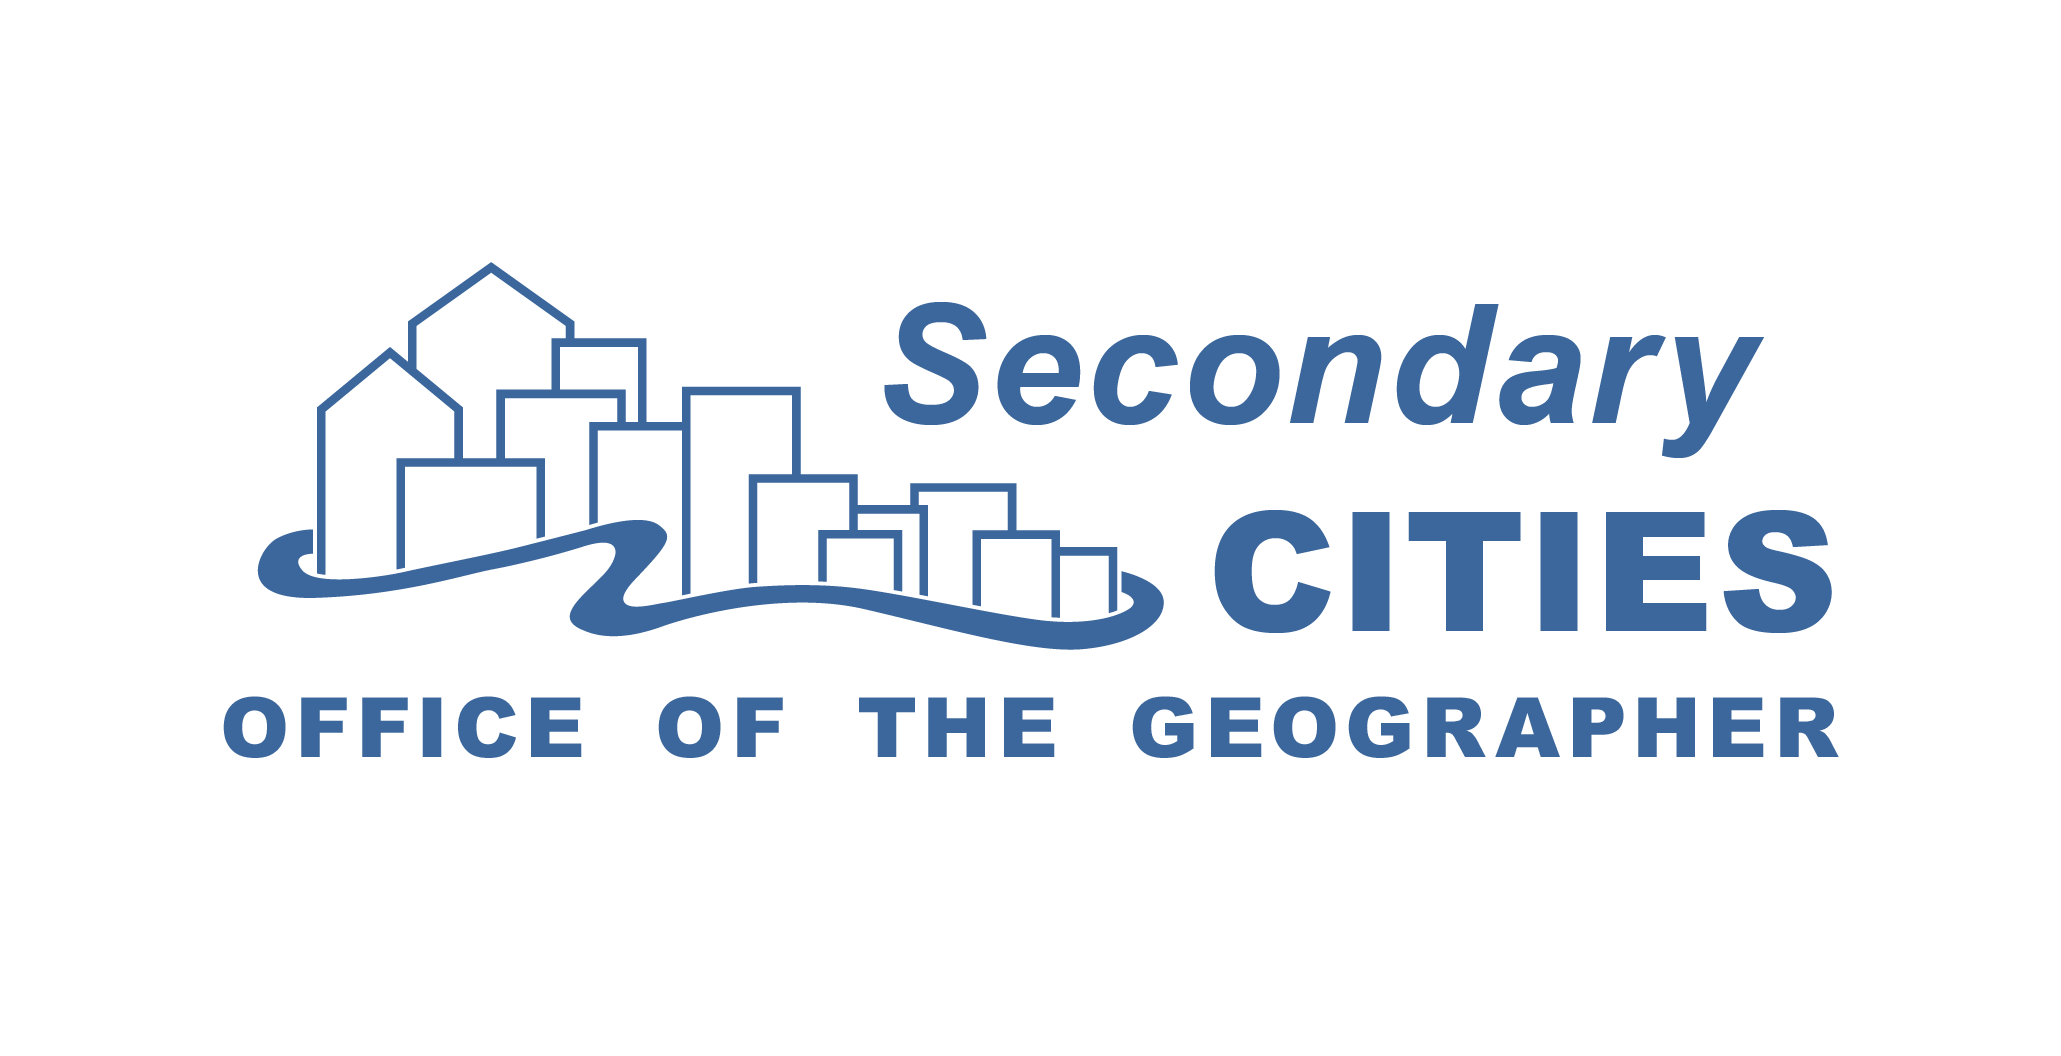 Secondary
CITIES
OFFICE OF THE GEOGRAPHER